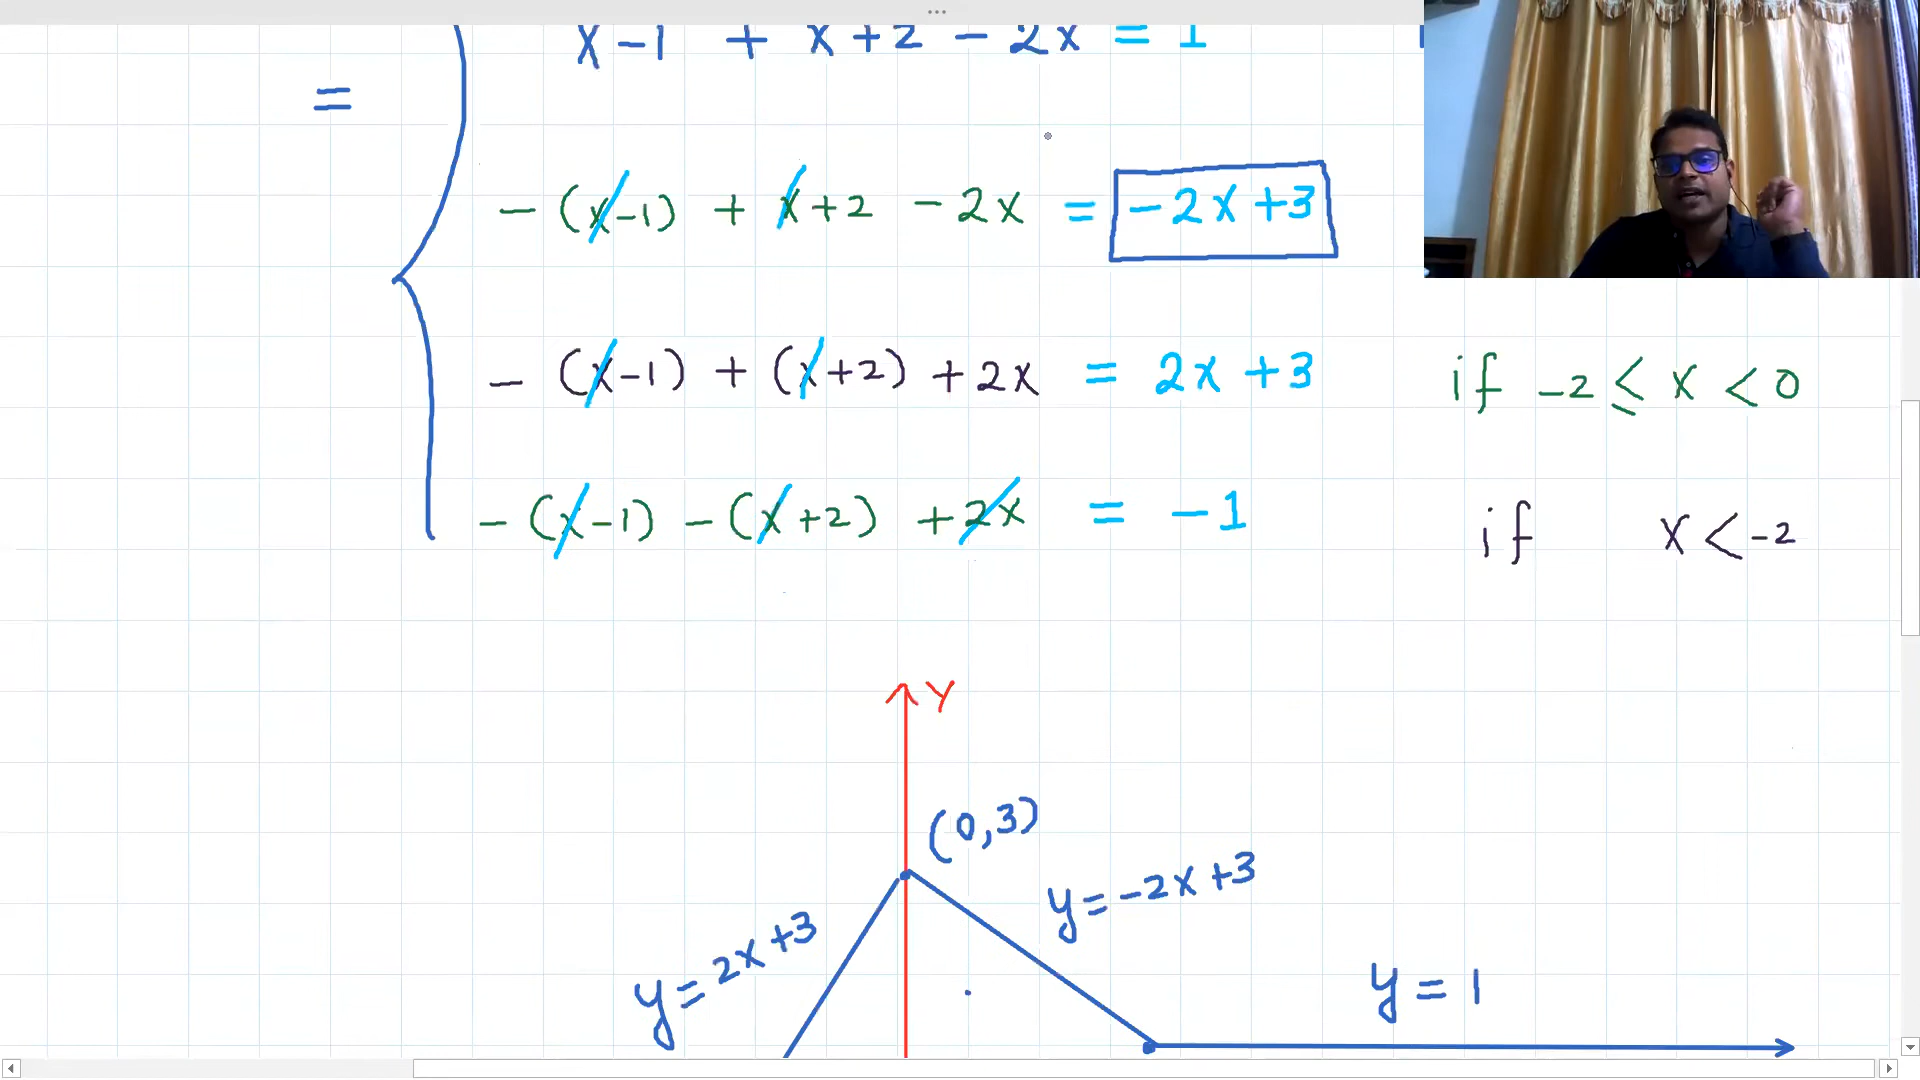 x-1 + x+2 - 2x = 1
=
-(x-1) + x+2 - 2x = -2x+3
-(x-1) + (x+2) + 2x = 2x+3 if -2 ≤ x < 0
-(x-1) - (x+2) + 2x = -1 if x < -2
Y
(0,3)
y = -2x+3
y = 2x+3
y = 1